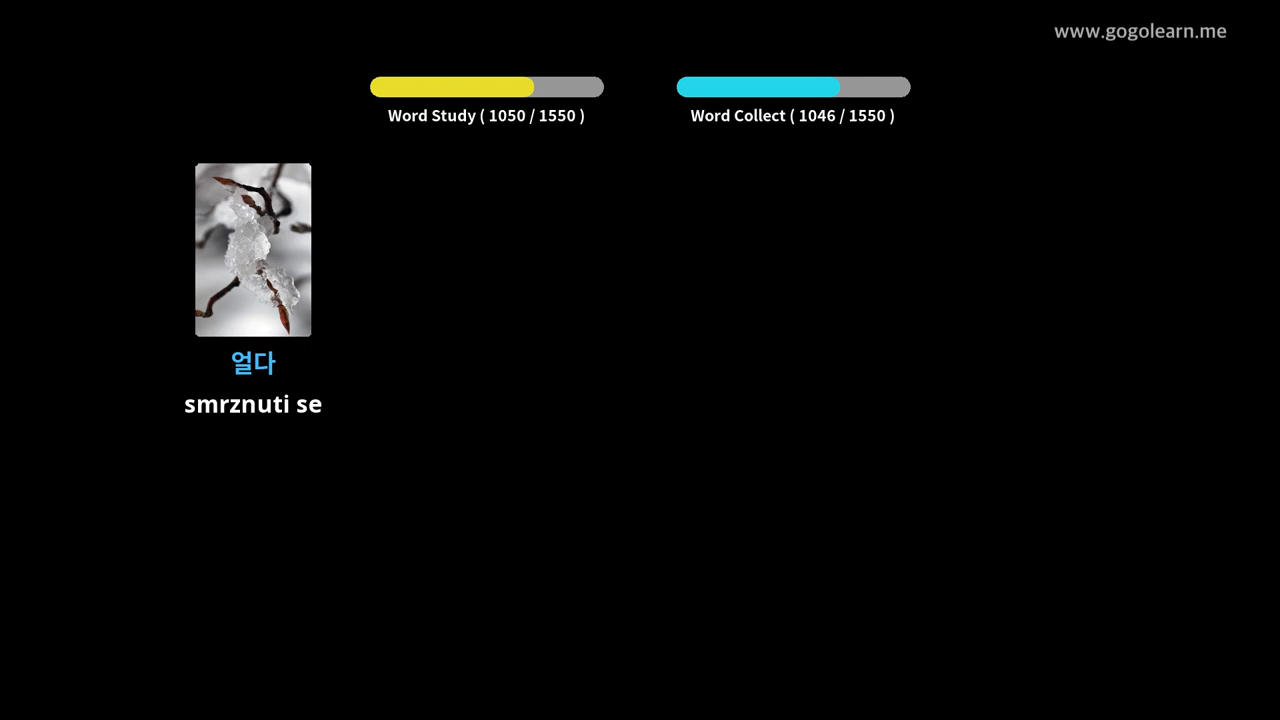 www.gogolearn.me
Word Study ( 1050 / 1550 )
Word Collect ( 1046 / 1550 )
얼다
smrznuti se